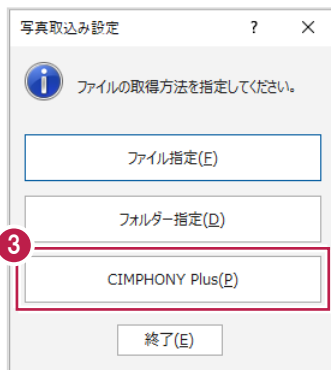 写真取込み設定 ? ×
ファイルの取得方法を指定してください。
ファイル指定(F)
フォルダー指定(D)
3
CIMPHONY Plus(P)
終了(E)